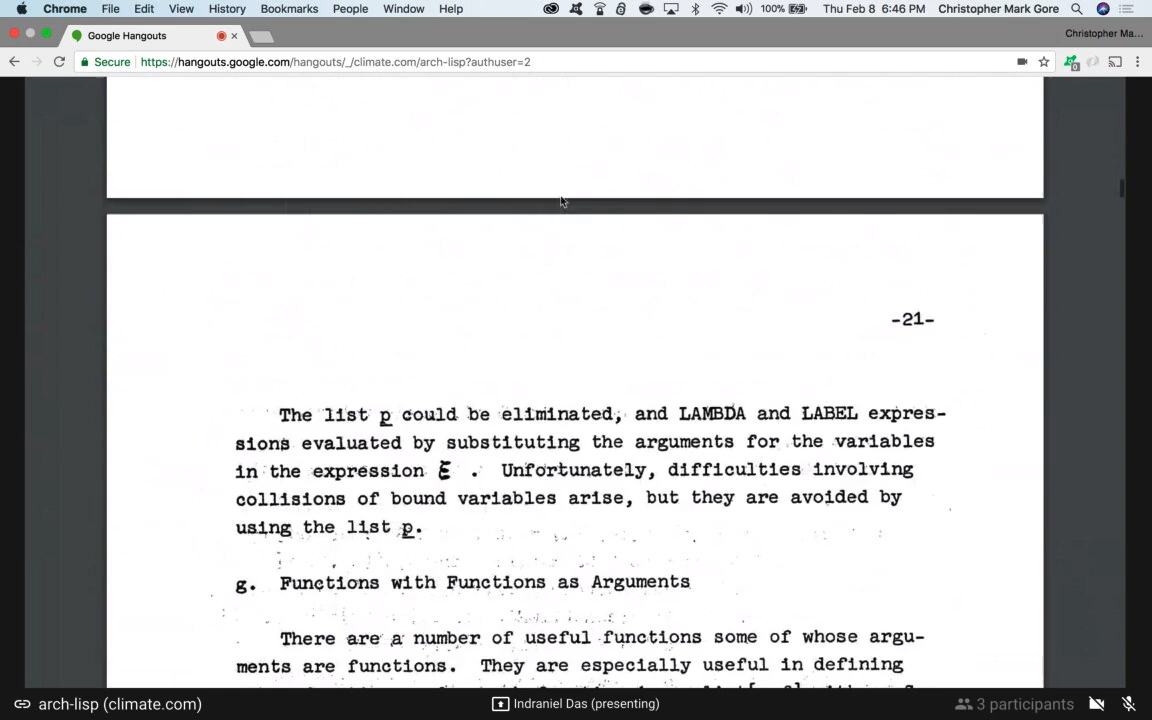 Chrome File Edit View History Bookmarks People Window Help 100% Thu Feb 8 6:46 PM Christopher Mark Gore
Google Hangouts Christopher Ma...
Secure https://hangouts.google.com/hangouts/_/climate.com/arch-lisp?authuser=2
-21-
The list p could be eliminated, and LAMBDA and LABEL expres-
sions evaluated by substituting the arguments for the variables
in the expression ξ . Unfortunately, difficulties involving
collisions of bound variables arise, but they are avoided by
using the list p.
g. Functions with Functions as Arguments
There are a number of useful functions some of whose argu-
ments are functions. They are especially useful in defining
arch-lisp (climate.com) Indraniel Das (presenting) 3 participants